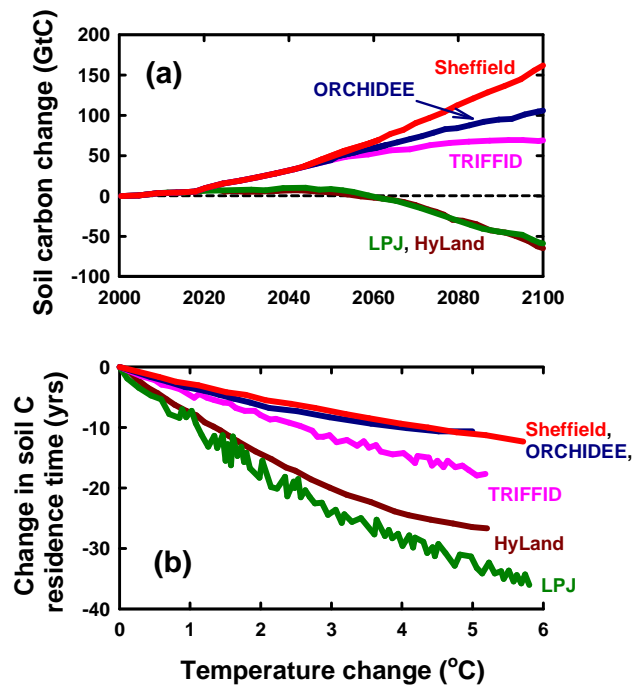 200
150
100
50
0
-50
-100
Soil carbon change (GtC)
(a)
Sheffield
ORCHIDEE
TRIFFID
LPJ, HyLand
2000 2020 2040 2060 2080 2100
0
-10
-20
-30
-40
Change in soil C
residence time (yrs)
Sheffield,
ORCHIDEE,
TRIFFID
HyLand
LPJ
(b)
0 1 2 3 4 5 6
Temperature change (°C)